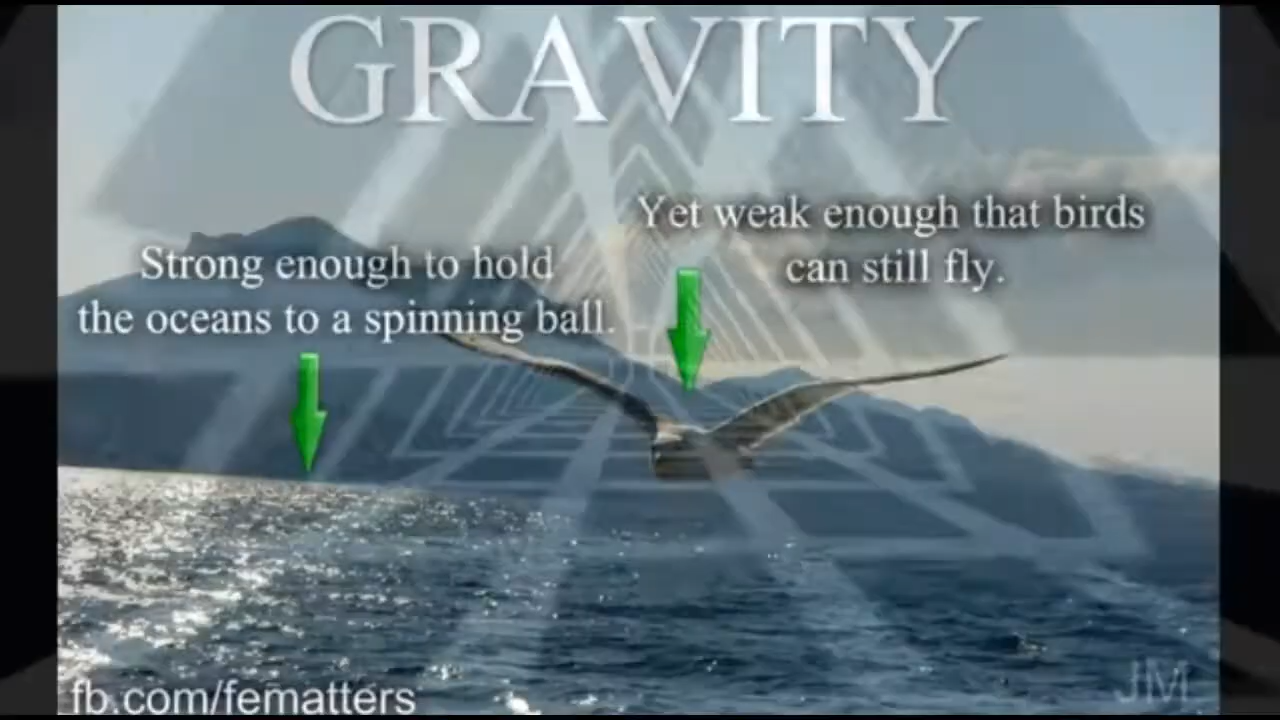 GRAVITY
Strong enough to hold
the oceans to a spinning ball.
Yet weak enough that birds
can still fly.
fb.com/fematters
JM